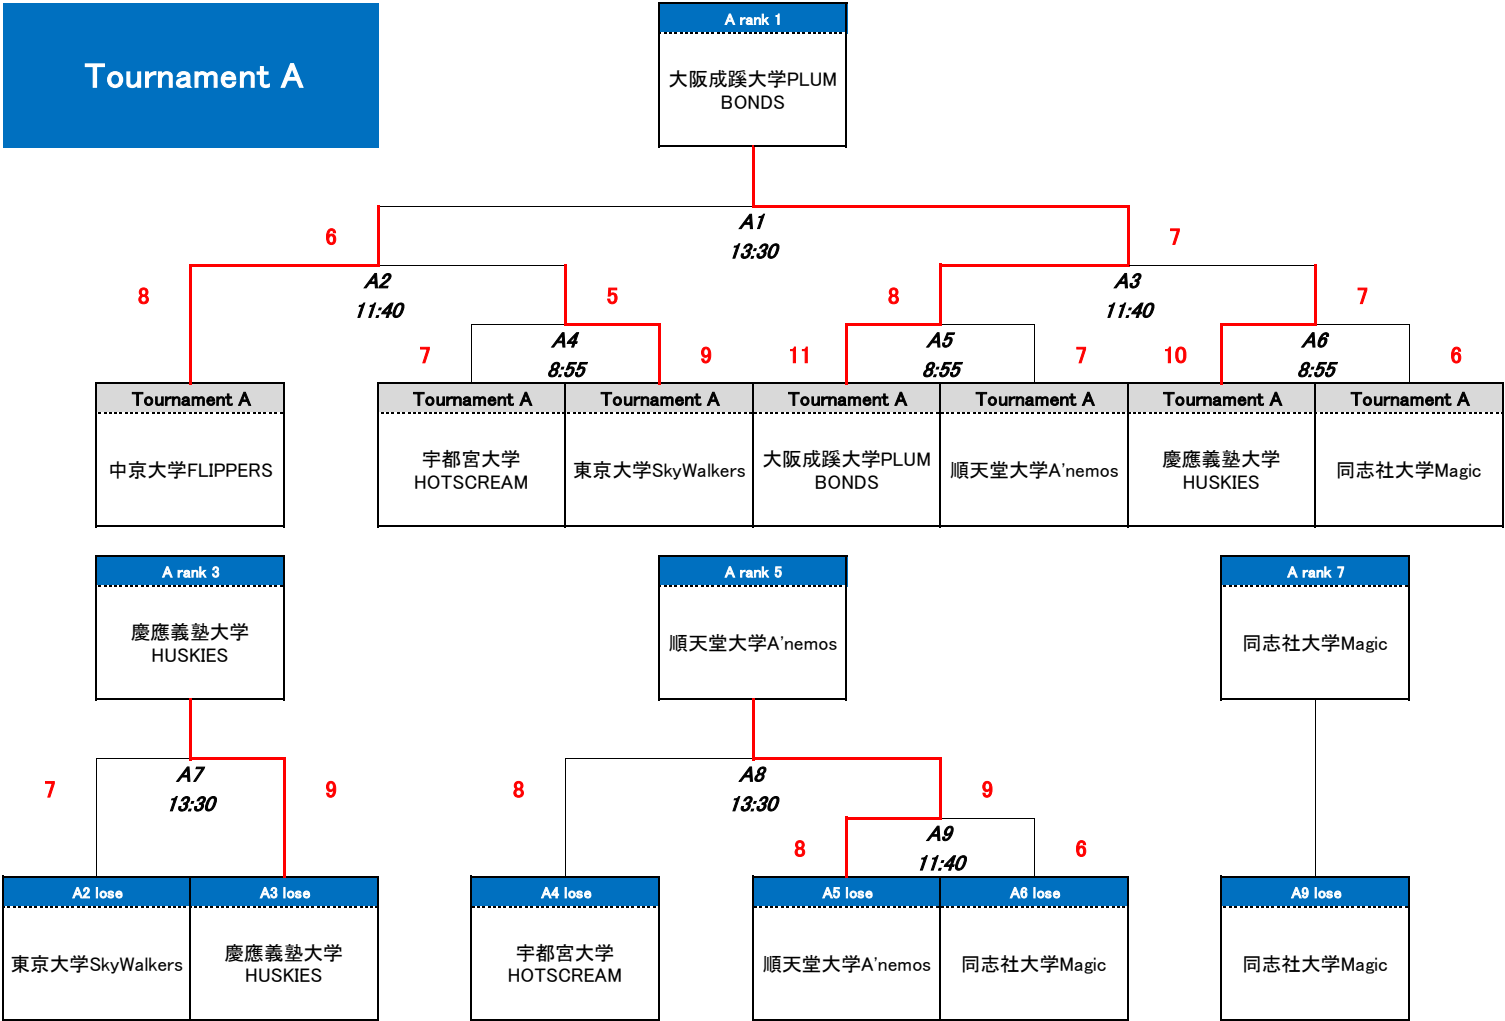 Tournament A
A rank 1
大阪成蹊大学PLUM
BONDS
A1
13:30
6
7
A2
11:40
A3
11:40
8
5
8
7
A4
8:55
A5
8:55
A6
8:55
7
9
11
7
10
6
Tournament A
Tournament A
Tournament A
Tournament A
Tournament A
Tournament A
Tournament A
中京大学FLIPPERS
宇都宮大学
HOTSCREAM
東京大学SkyWalkers
大阪成蹊大学PLUM
BONDS
順天堂大学A'nemos
慶應義塾大学
HUSKIES
同志社大学Magic
A rank 3
A rank 5
A rank 7
慶應義塾大学
HUSKIES
順天堂大学A'nemos
同志社大学Magic
A7
13:30
7
9
A8
13:30
8
9
A9
11:40
8
6
A2 lose
A3 lose
A4 lose
A5 lose
A6 lose
A9 lose
東京大学SkyWalkers
慶應義塾大学
HUSKIES
宇都宮大学
HOTSCREAM
順天堂大学A'nemos
同志社大学Magic
同志社大学Magic